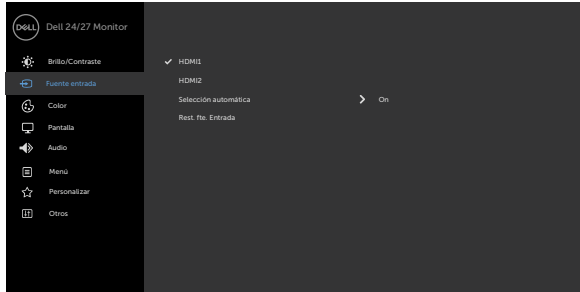 DELL Dell 24/27 Monitor
Brillo/Contraste
Fuente entrada
Color
Pantalla
Audio
Menú
Personalizar
Otros
HDMI1
HDMI2
Selección automática On
Rest. fte. Entrada